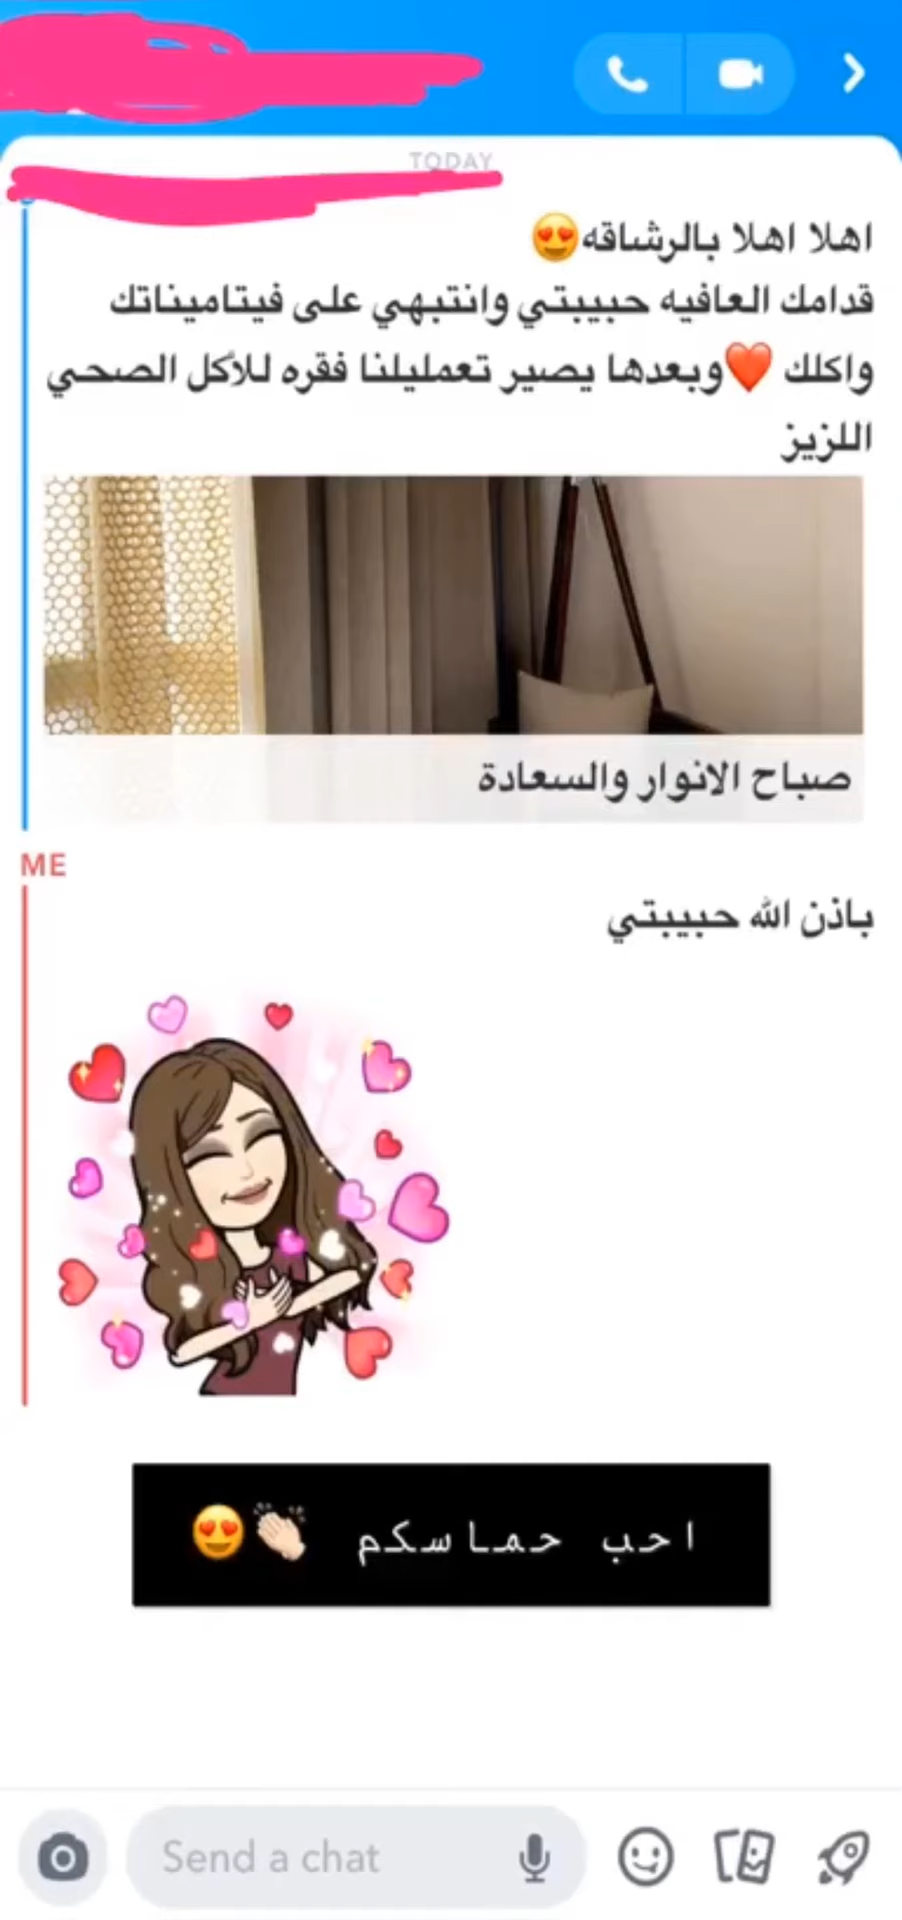 TODAY
اهلا اهلا بالرشاقه😍
قدامك العافيه حبيبتي وانتبهي على فيتاميناتك
واكلك ❤️وبعدها يصير تعمليلنا فقره للأكل الصحي
اللزيز
صباح الانوار والسعادة
ME
باذن الله حبيبتي
احب حماسكم 👏🏻😍
Send a chat